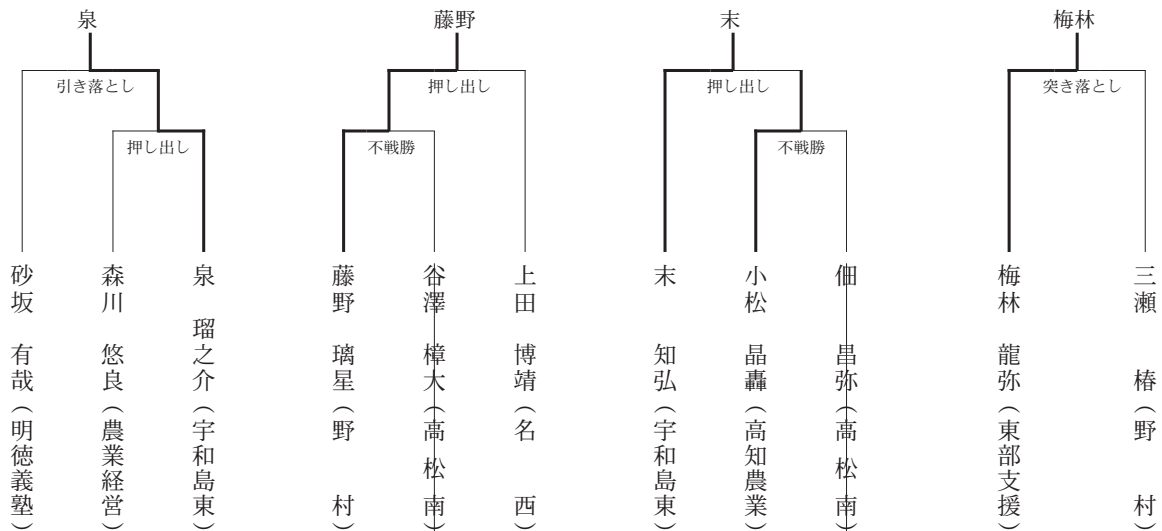 泉
藤野
末
梅林
引き落とし
押し出し
押し出し
突き落とし
押し出し
不戦勝
不戦勝
砂坂 有哉（明徳義塾）
森川 悠良（農業経営）
泉 瑠之介（宇和島東）
藤野 璃星（野 村）
谷澤 樟大（高松南）
上田 博靖（名 西）
末 知弘（宇和島東）
小松 晶轟（高知農業）
佃 昌弥（高松南）
梅林 龍弥（東部支援）
三瀬 椿（野 村）